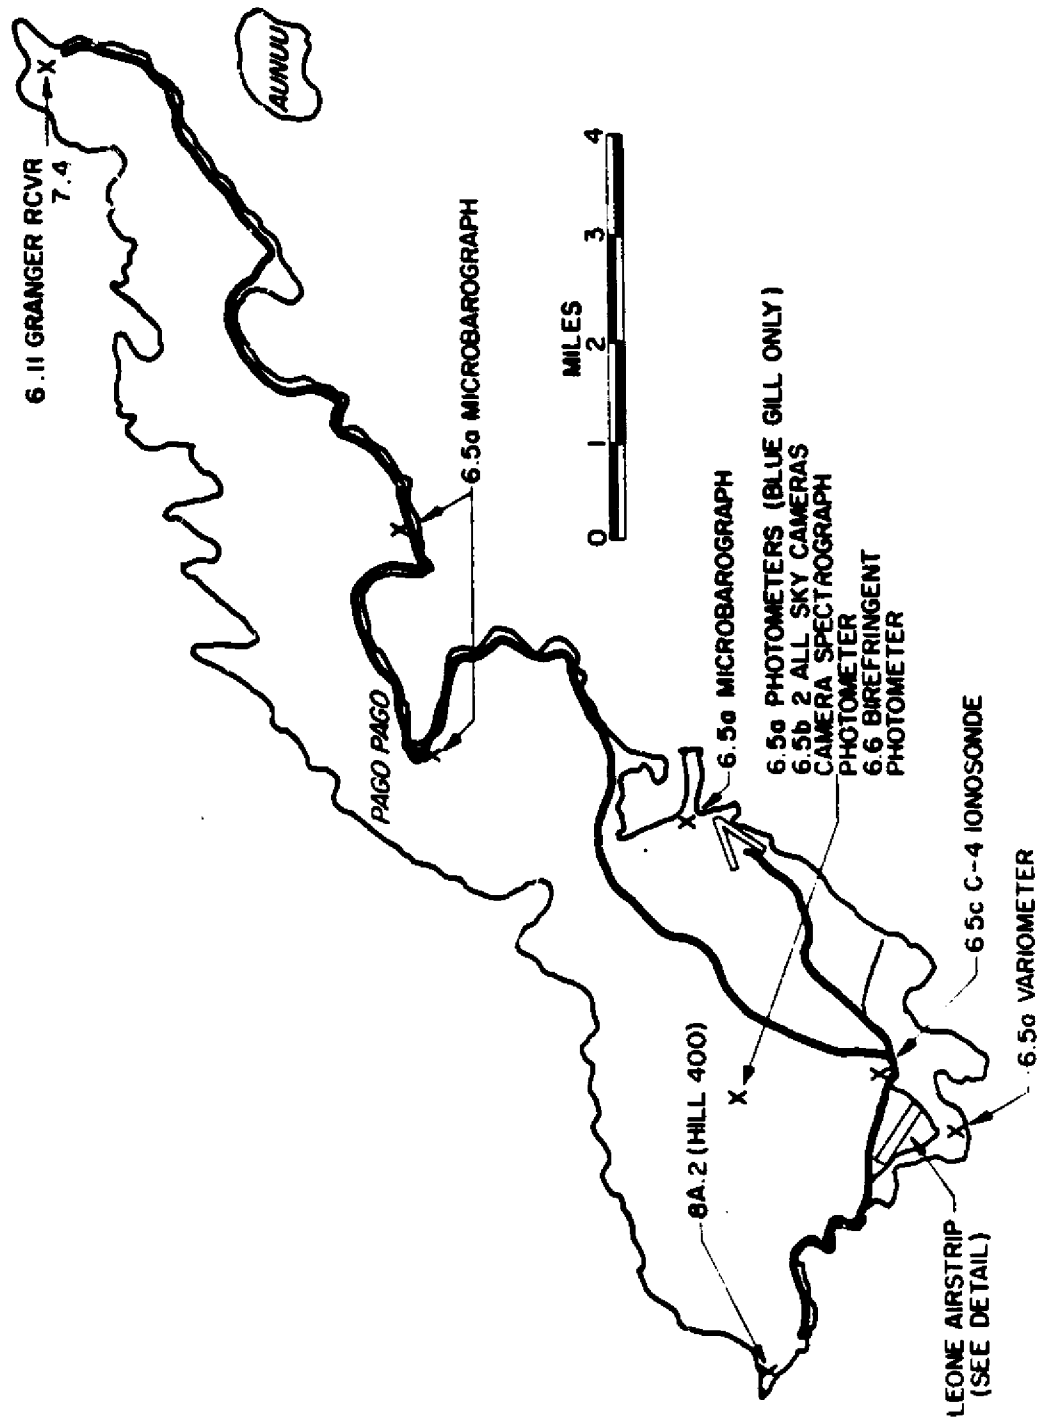 6.11 GRANGER RCVR
7.4
AUNUU
6.5a MICROBAROGRAPH
PAGO PAGO
MILES
0 1 2 3 4
6.5a MICROBAROGRAPH
6.5a PHOTOMETERS (BLUE GILL ONLY)
6.5b 2 ALL SKY CAMERAS
CAMERA SPECTROGRAPH
PHOTOMETER
6.6 BIREFRINGENT
PHOTOMETER
8A.2 (HILL 400)
6 5c C-4 IONOSONDE
6.5a VARIOMETER
LEONE AIRSTRIP
(SEE DETAIL)
X
X
X
X
X
X
X